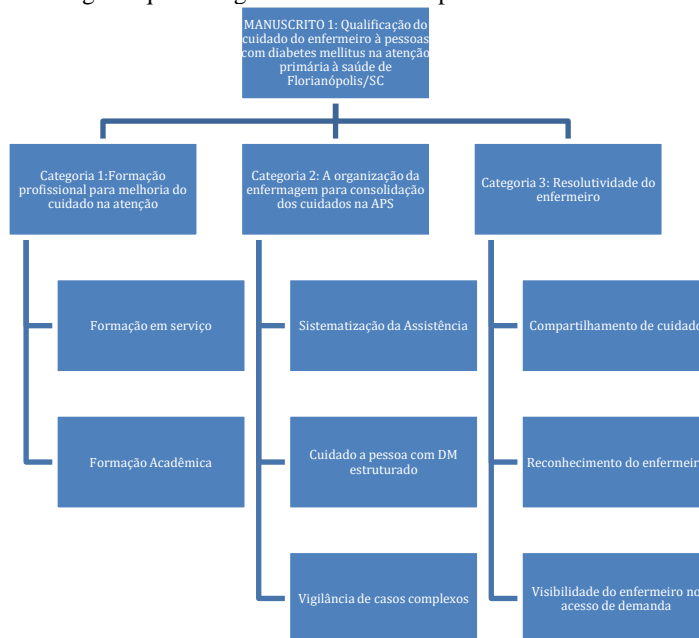 MANUSCRITO 1: Qualificação do
cuidado do enfermeiro à pessoas
com diabetes mellitus na atenção
primária à saúde de
Florianópolis/SC
Categoria 1:Formação
profissional para melhoria do
cuidado na atenção
Categoria 2: A organização da
enfermagem para consolidação
dos cuidados na APS
Categoria 3: Resolutividade do
enfermeiro
Formação em serviço
Sistematização da Assistência
Compartilhamento de cuidado
Formação Acadêmica
Cuidado a pessoa com DM
estruturado
Reconhecimento do enfermeir
Vigilância de casos complexos
Visibilidade do enfermeiro no
acesso de demanda